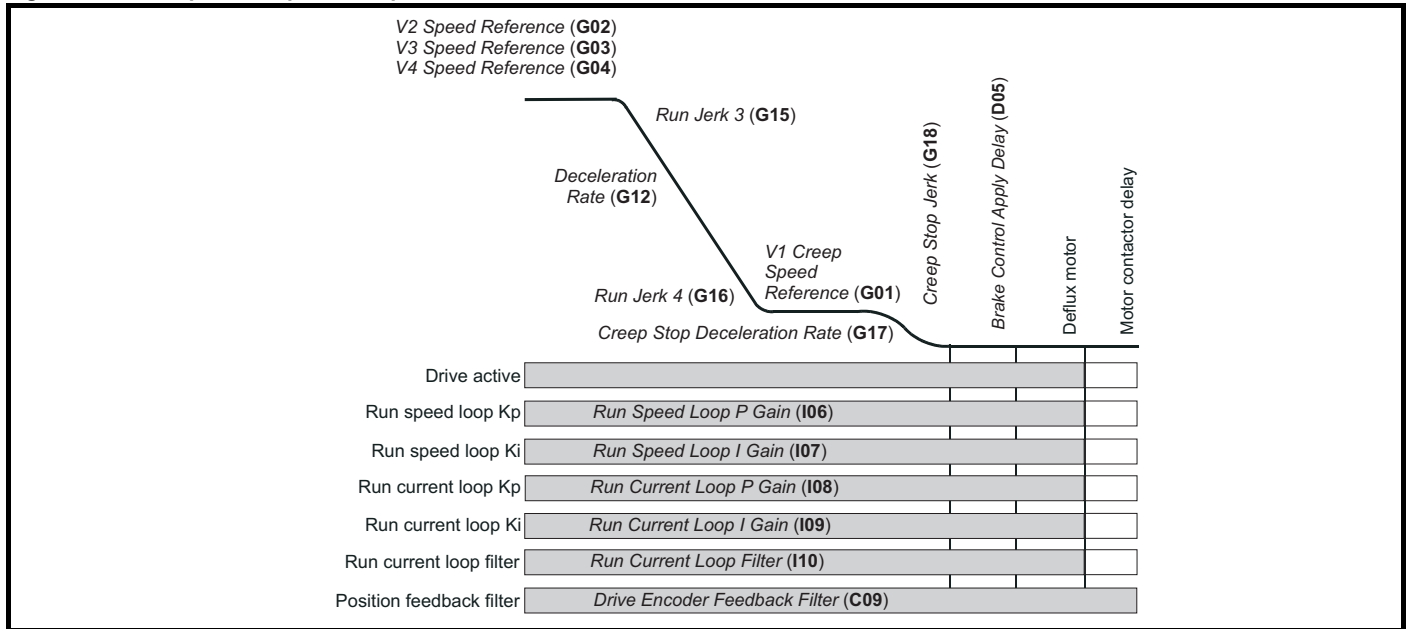 V2 Speed Reference (G02)
V3 Speed Reference (G03)
V4 Speed Reference (G04)
Run Jerk 3 (G15)
Deceleration
Rate (G12)
V1 Creep
Speed
Reference (G01)
Run Jerk 4 (G16)
Creep Stop Deceleration Rate (G17)
Creep Stop Jerk (G18)
Brake Control Apply Delay (D05)
Deflux motor
Motor contactor delay
Drive active
Run speed loop Kp
Run Speed Loop P Gain (I06)
Run speed loop Ki
Run Speed Loop I Gain (I07)
Run current loop Kp
Run Current Loop P Gain (I08)
Run current loop Ki
Run Current Loop I Gain (I09)
Run current loop filter
Run Current Loop Filter (I10)
Position feedback filter
Drive Encoder Feedback Filter (C09)